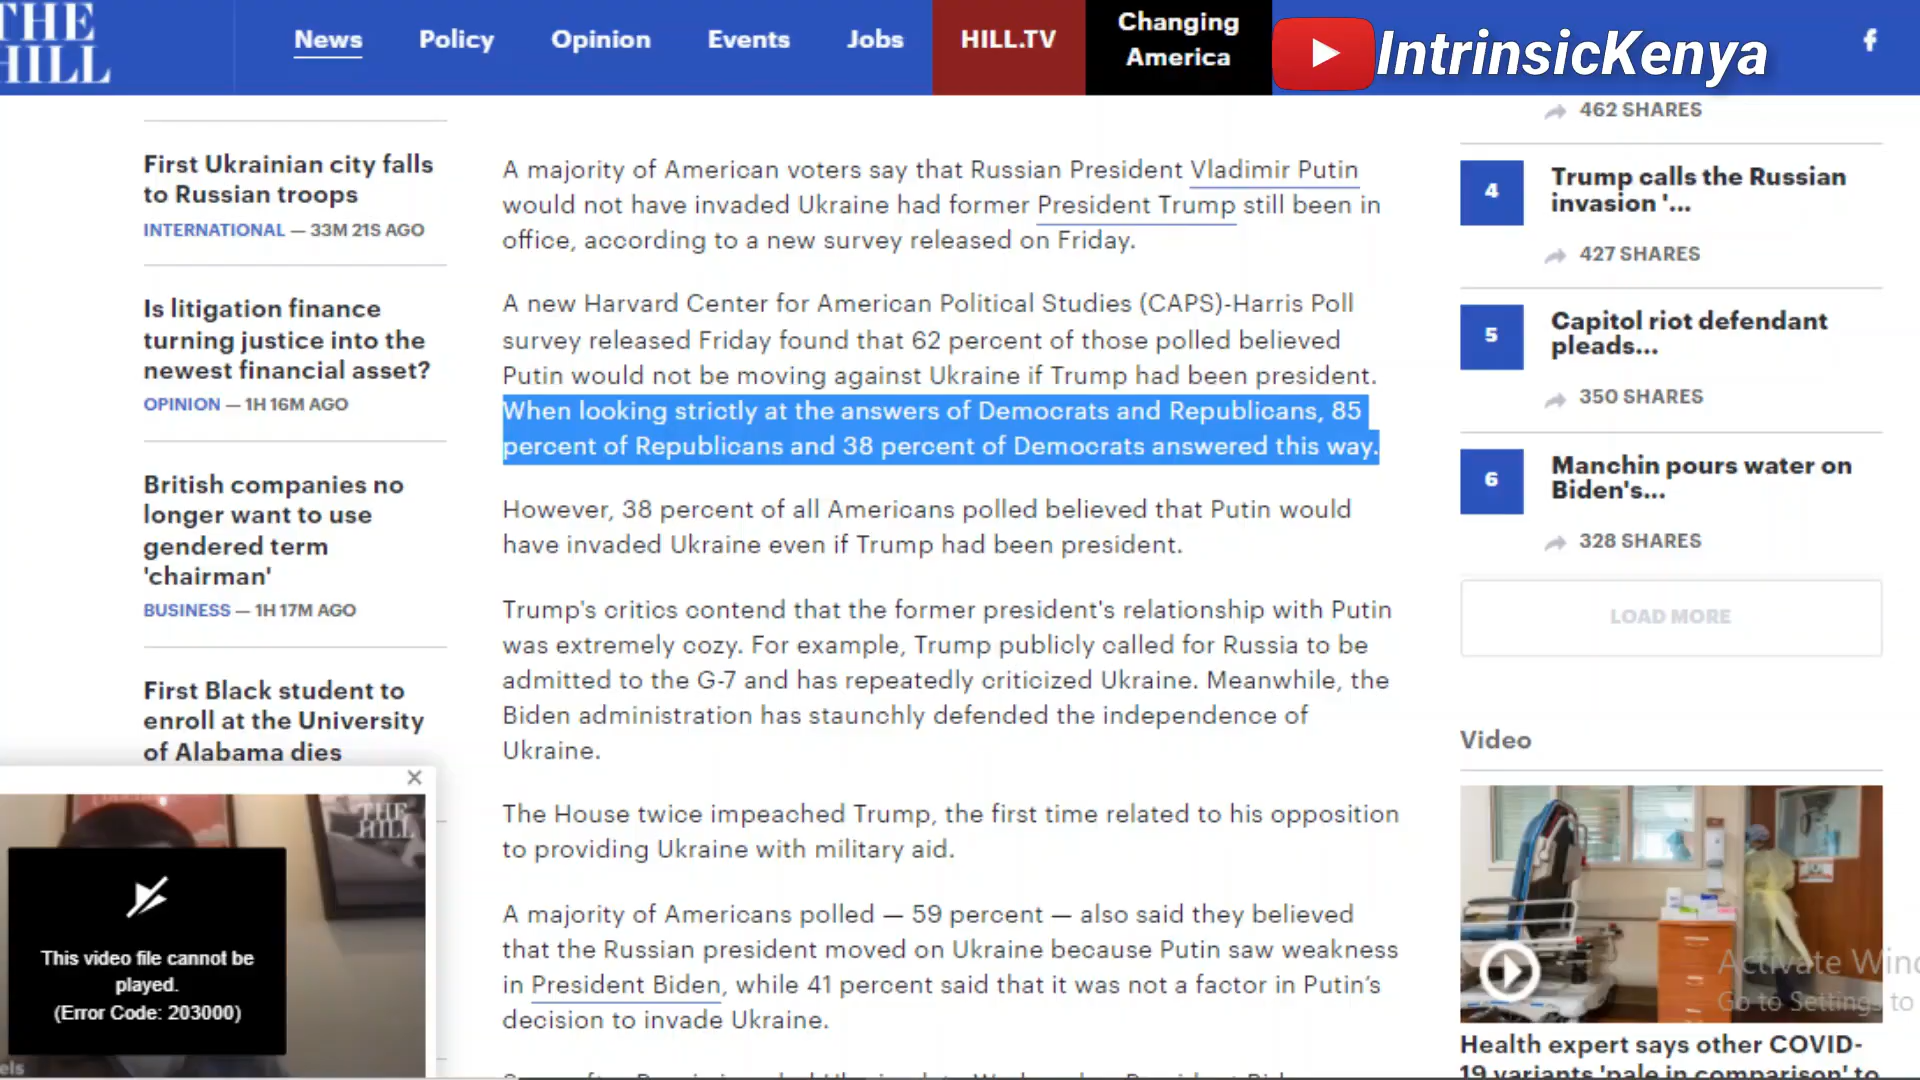 THE
HILL
News
Policy
Opinion
Events
Jobs
HILL.TV
Changing
America
IntrinsicKenya
First Ukrainian city falls
to Russian troops
INTERNATIONAL — 33M 21S AGO
Is litigation finance
turning justice into the
newest financial asset?
OPINION — 1H 16M AGO
British companies no
longer want to use
gendered term
'chairman'
BUSINESS — 1H 17M AGO
First Black student to
enroll at the University
of Alabama dies
THE
HILL
This video file cannot be
played.
(Error Code: 203000)
A majority of American voters say that Russian President Vladimir Putin
would not have invaded Ukraine had former President Trump still been in
office, according to a new survey released on Friday.
A new Harvard Center for American Political Studies (CAPS)-Harris Poll
survey released Friday found that 62 percent of those polled believed
Putin would not be moving against Ukraine if Trump had been president.
When looking strictly at the answers of Democrats and Republicans, 85
percent of Republicans and 38 percent of Democrats answered this way.
However, 38 percent of all Americans polled believed that Putin would
have invaded Ukraine even if Trump had been president.
Trump's critics contend that the former president's relationship with Putin
was extremely cozy. For example, Trump publicly called for Russia to be
admitted to the G-7 and has repeatedly criticized Ukraine. Meanwhile, the
Biden administration has staunchly defended the independence of
Ukraine.
The House twice impeached Trump, the first time related to his opposition
to providing Ukraine with military aid.
A majority of Americans polled — 59 percent — also said they believed
that the Russian president moved on Ukraine because Putin saw weakness
in President Biden, while 41 percent said that it was not a factor in Putin's
decision to invade Ukraine.
462 SHARES
4
Trump calls the Russian
invasion '...
427 SHARES
5
Capitol riot defendant
pleads...
350 SHARES
6
Manchin pours water on
Biden's...
328 SHARES
LOAD MORE
Video
Activate Wind
Go to Settings to
Health expert says other COVID-
19 variants 'pale in comparison' to